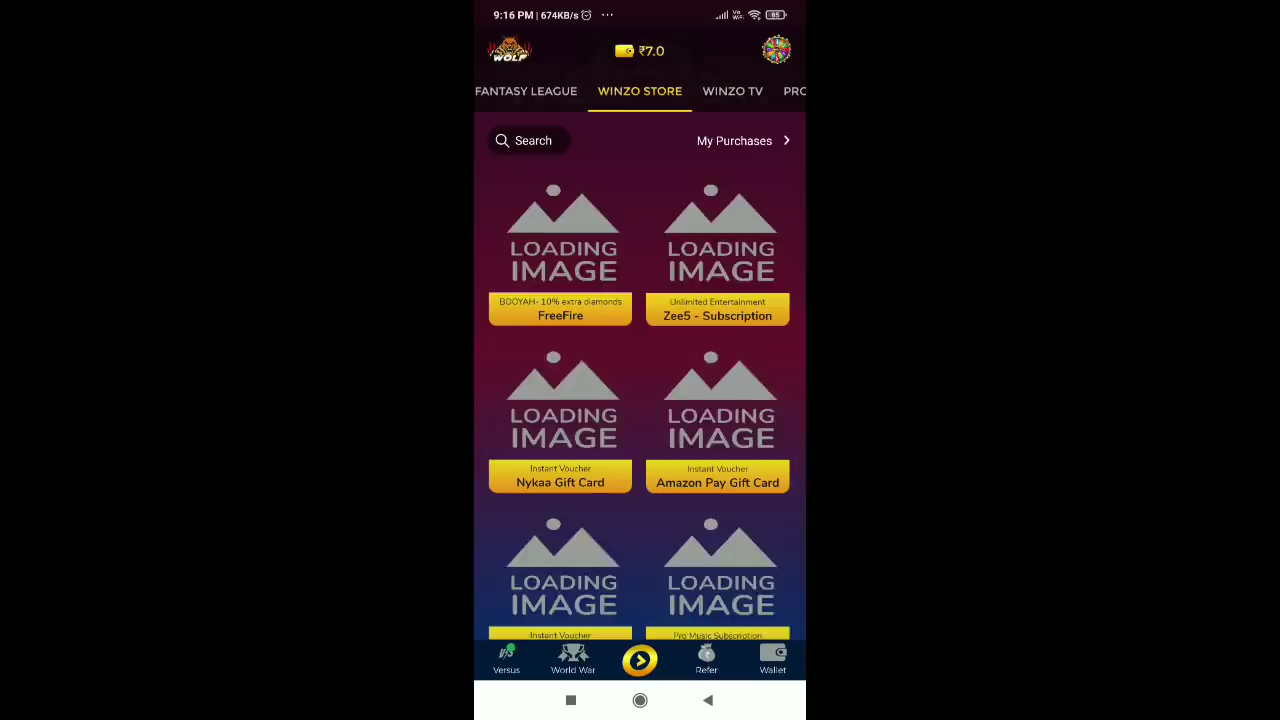 9:16 PM | 674KB/s ...
Vo
WiFi
85
WOLF
₹7.0
FANTASY LEAGUE WINZO STORE WINZO TV PRO
Search
My Purchases
LOADING
IMAGE
LOADING
IMAGE
BOOYAH- 10% extra diamonds
FreeFire
Unlimited Entertainment
Zee5 - Subscription
LOADING
IMAGE
LOADING
IMAGE
Instant Voucher
Nykaa Gift Card
Instant Voucher
Amazon Pay Gift Card
LOADING
IMAGE
LOADING
IMAGE
Instant Voucher
Pro Music Subscription
Versus World War Refer Wallet